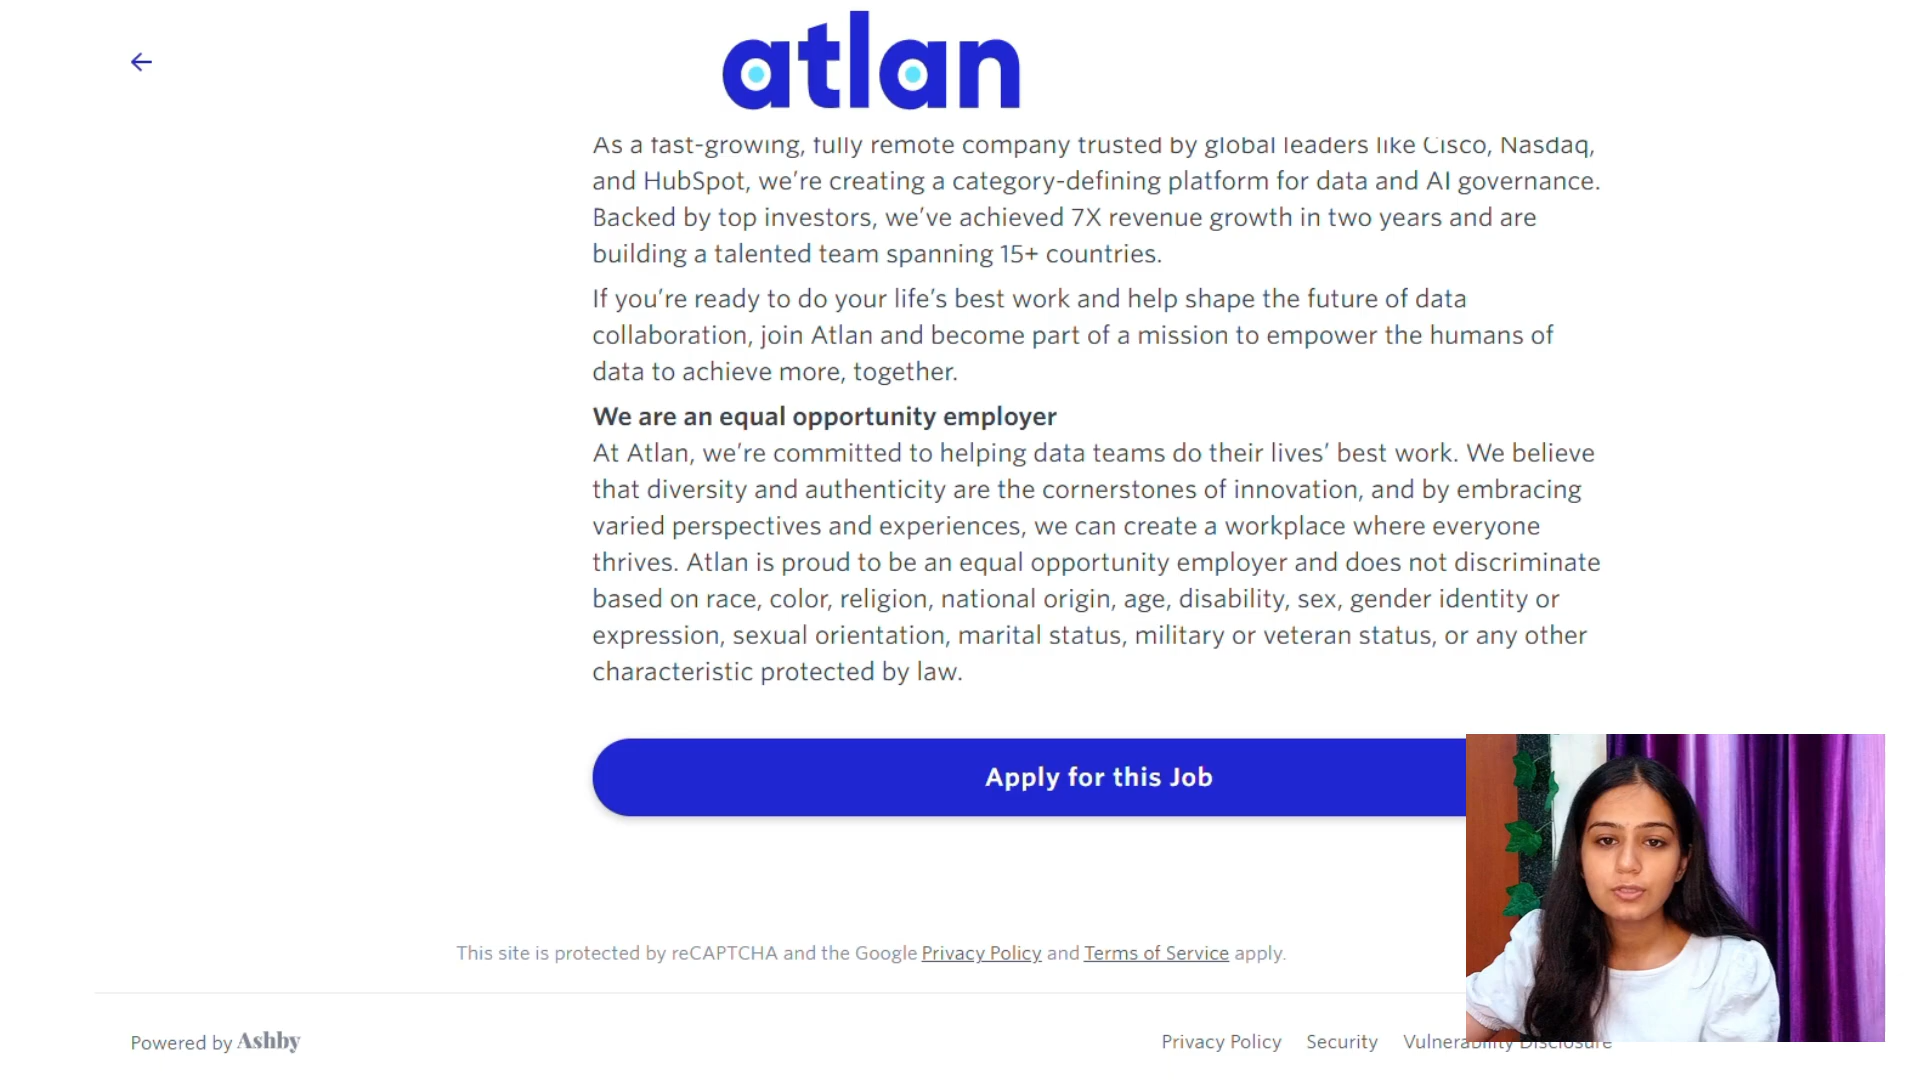 atlan
As a fast-growing, fully remote company trusted by global leaders like Cisco, Nasdaq,
and HubSpot, we’re creating a category-defining platform for data and AI governance.
Backed by top investors, we’ve achieved 7X revenue growth in two years and are
building a talented team spanning 15+ countries.
If you’re ready to do your life’s best work and help shape the future of data
collaboration, join Atlan and become part of a mission to empower the humans of
data to achieve more, together.
We are an equal opportunity employer
At Atlan, we’re committed to helping data teams do their lives’ best work. We believe
that diversity and authenticity are the cornerstones of innovation, and by embracing
varied perspectives and experiences, we can create a workplace where everyone
thrives. Atlan is proud to be an equal opportunity employer and does not discriminate
based on race, color, religion, national origin, age, disability, sex, gender identity or
expression, sexual orientation, marital status, military or veteran status, or any other
characteristic protected by law.
Apply for this Job
This site is protected by reCAPTCHA and the Google Privacy Policy and Terms of Service apply.
Powered by Ashby
Privacy Policy Security Vulnerability Disclosure